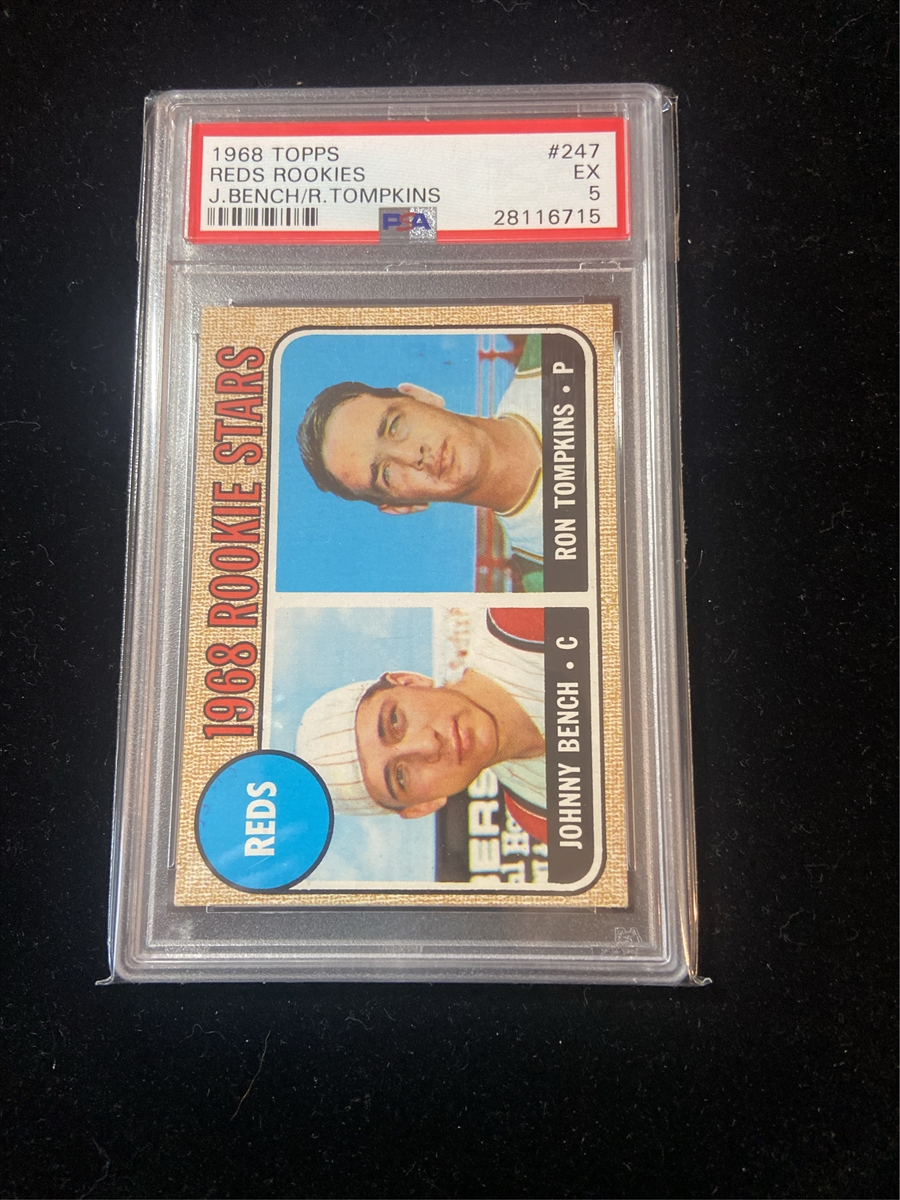 1968 TOPPS #247
REDS ROOKIES EX
J.BENCH/R.TOMPKINS 5
PSA 28116715
1968 ROOKIE STARS
REDS
JOHNNY BENCH • C
RON TOMPKINS • P
ERS